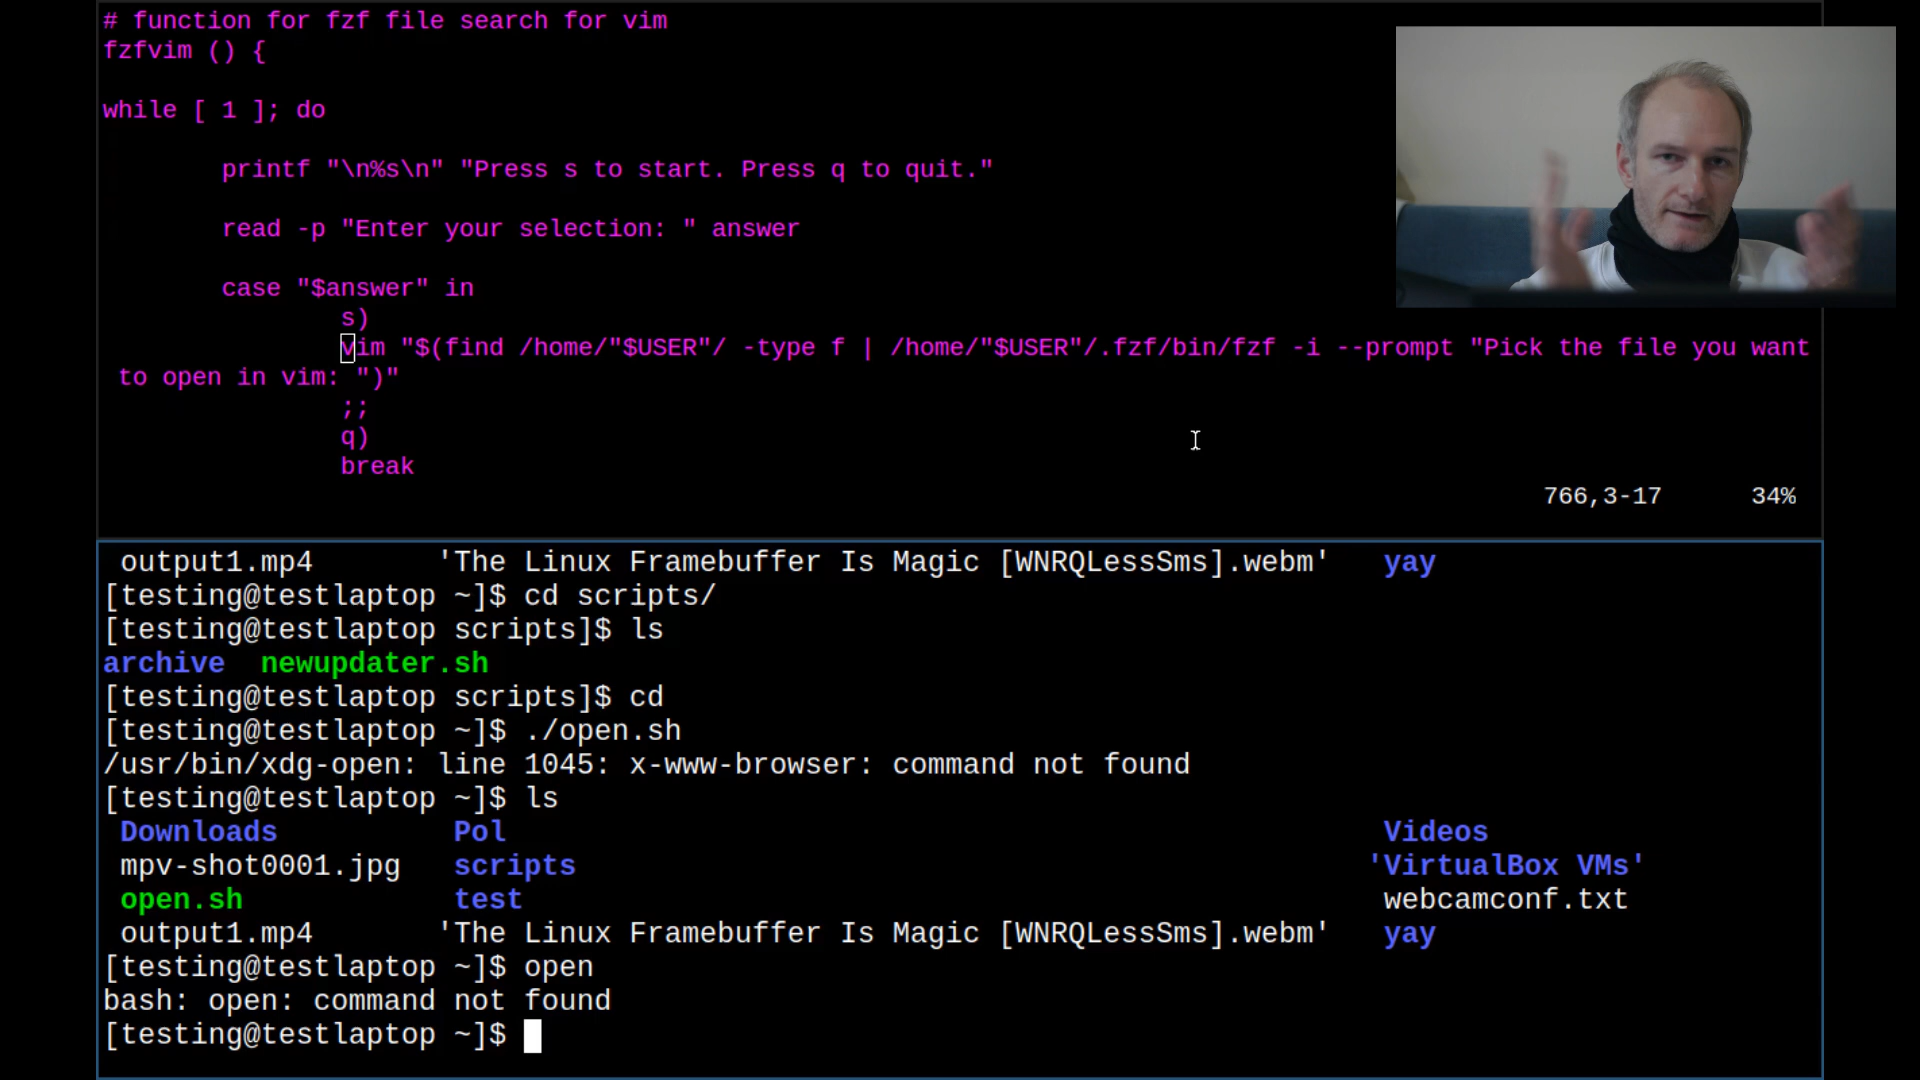 # function for fzf file search for vim
fzfvim () {
while [ 1 ]; do
printf "\n%s\n" "Press s to start. Press q to quit."
read -p "Enter your selection: " answer
case "$answer" in
s)
vim "$(find /home/"$USER"/ -type f | /home/"$USER"/.fzf/bin/fzf -i --prompt "Pick the file you want
to open in vim: ")"
;;
q)
break
766,3-17 34%
output1.mp4 'The Linux Framebuffer Is Magic [WNRQLessSms].webm' yay
[testing@testlaptop ~]$ cd scripts/
[testing@testlaptop scripts]$ ls
archive newupdater.sh
[testing@testlaptop scripts]$ cd
[testing@testlaptop ~]$ ./open.sh
/usr/bin/xdg-open: line 1045: x-www-browser: command not found
[testing@testlaptop ~]$ ls
Downloads Pol Videos
mpv-shot0001.jpg scripts 'VirtualBox VMs'
open.sh test webcamconf.txt
output1.mp4 'The Linux Framebuffer Is Magic [WNRQLessSms].webm' yay
[testing@testlaptop ~]$ open
bash: open: command not found
[testing@testlaptop ~]$